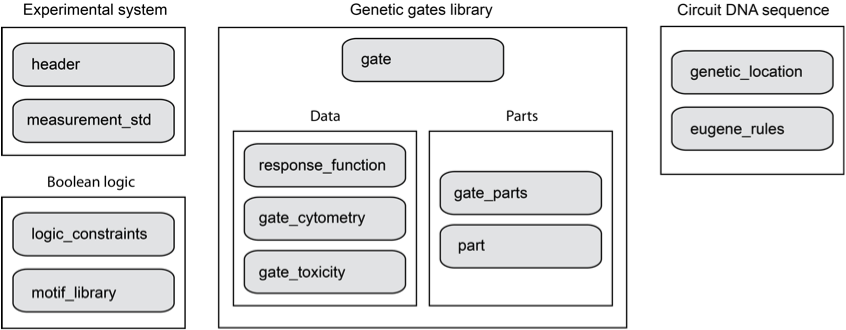 Experimental system
header
measurement_std
Boolean logic
logic_constraints
motif_library
Genetic gates library
gate
Data
response_function
gate_cytometry
gate_toxicity
Parts
gate_parts
part
Circuit DNA sequence
genetic_location
eugene_rules